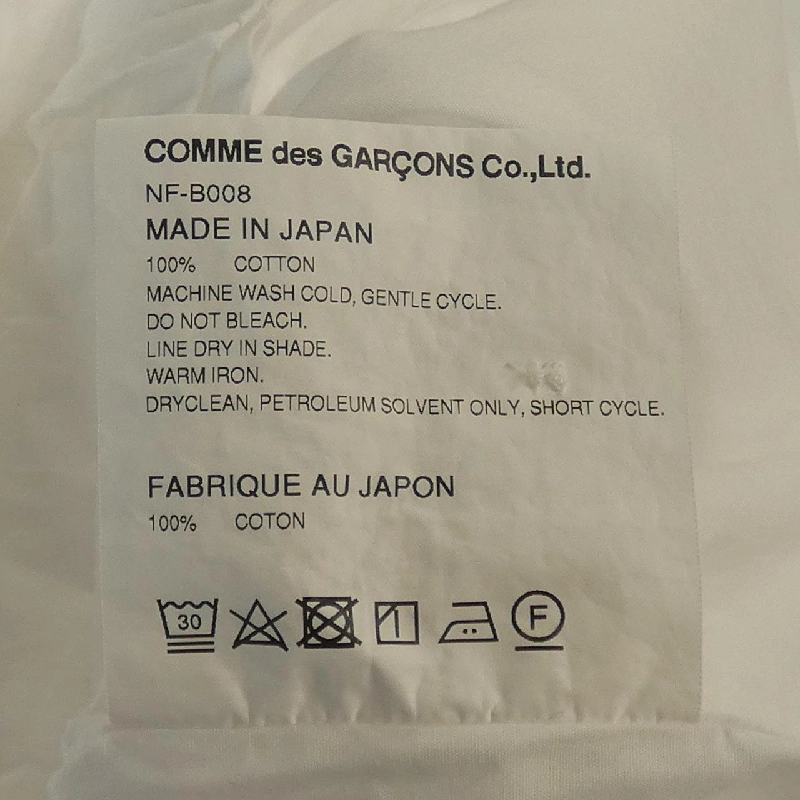 COMME des GARÇONS Co.,Ltd.
NF-B008
MADE IN JAPAN
100% COTTON
MACHINE WASH COLD, GENTLE CYCLE.
DO NOT BLEACH.
LINE DRY IN SHADE.
WARM IRON.
DRYCLEAN, PETROLEUM SOLVENT ONLY, SHORT CYCLE.
FABRIQUE AU JAPON
100% COTON
30 F